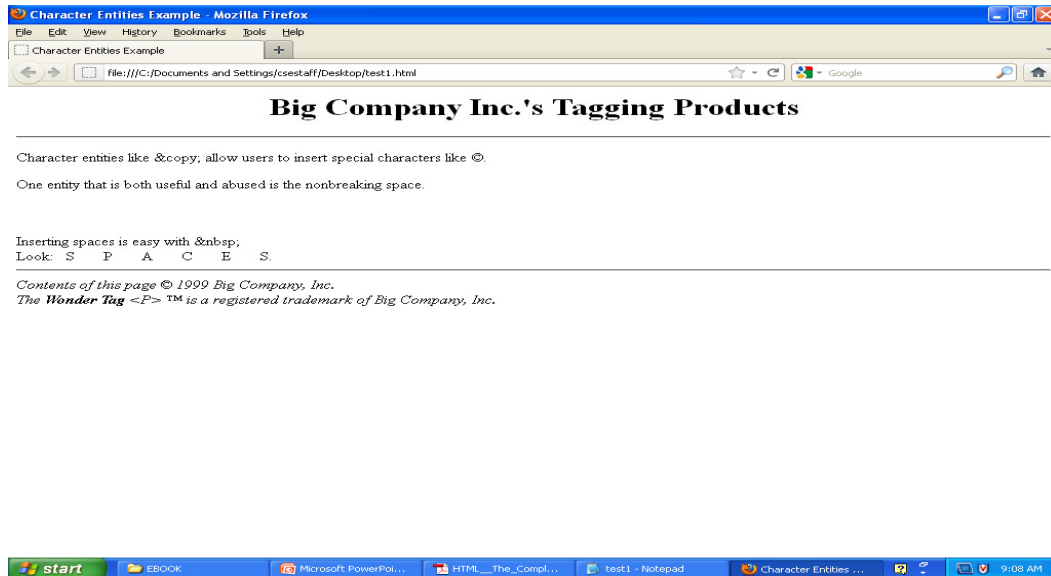 Character Entities Example - Mozilla Firefox
File Edit View History Bookmarks Tools Help
Character Entities Example +
file:///C:/Documents and Settings/csestaff/Desktop/test1.html Google
Big Company Inc.'s Tagging Products
Character entities like &copy; allow users to insert special characters like ©.
One entity that is both useful and abused is the nonbreaking space.
Inserting spaces is easy with &nbsp;
Look: S P A C E S.
Contents of this page © 1999 Big Company, Inc.
The Wonder Tag <P> ™ is a registered trademark of Big Company, Inc.
start EBOOK Microsoft PowerPoi... HTML__The_Compl... test1 - Notepad Character Entities ... 9:08 AM